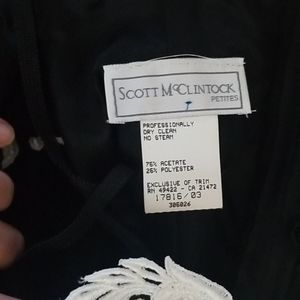 SCOTT McCLINTOCK
PETITES
PROFESSIONALLY
DRY CLEAN
NO STEAM
75% ACETATE
25% POLYESTER
EXCLUSIVE OF TRIM
RN 49422 - CA 21472
17816/03
306026